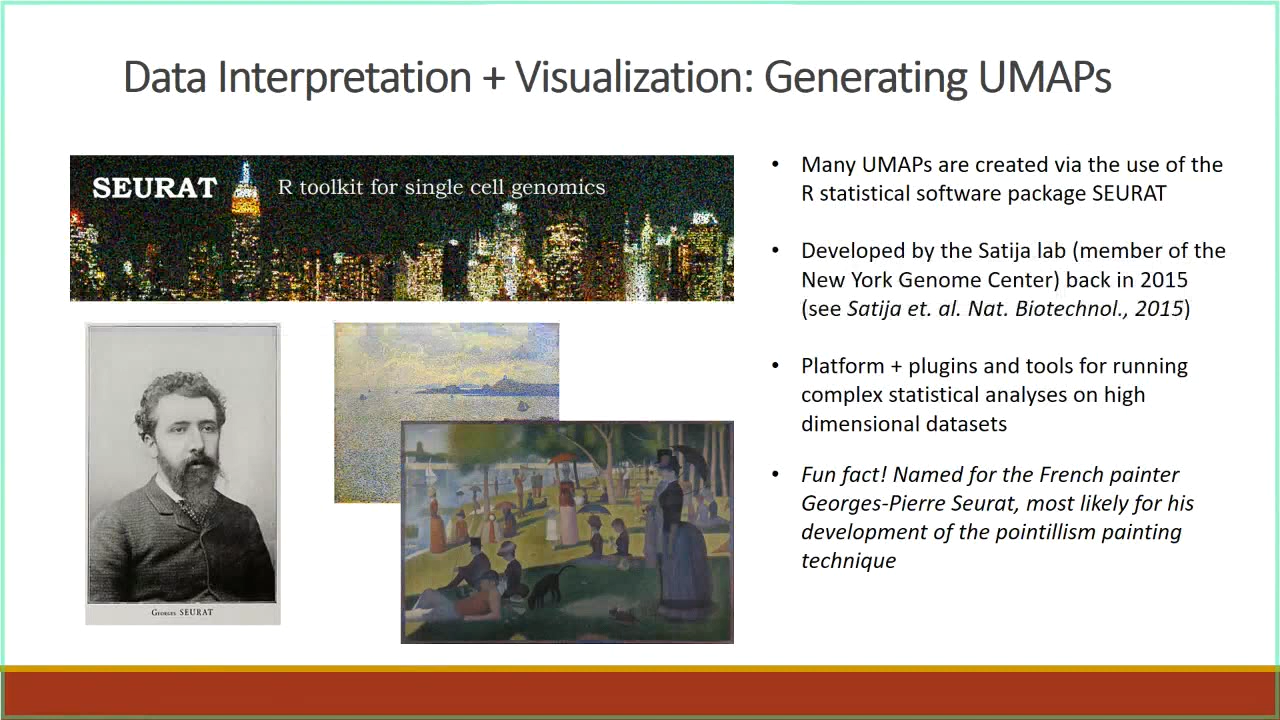 Data Interpretation + Visualization: Generating UMAPs
SEURAT R toolkit for single cell genomics
Georges SEURAT
• Many UMAPs are created via the use of the
R statistical software package SEURAT
• Developed by the Satija lab (member of the
New York Genome Center) back in 2015
(see Satija et. al. Nat. Biotechnol., 2015)
• Platform + plugins and tools for running
complex statistical analyses on high
dimensional datasets
• Fun fact! Named for the French painter
Georges-Pierre Seurat, most likely for his
development of the pointillism painting
technique